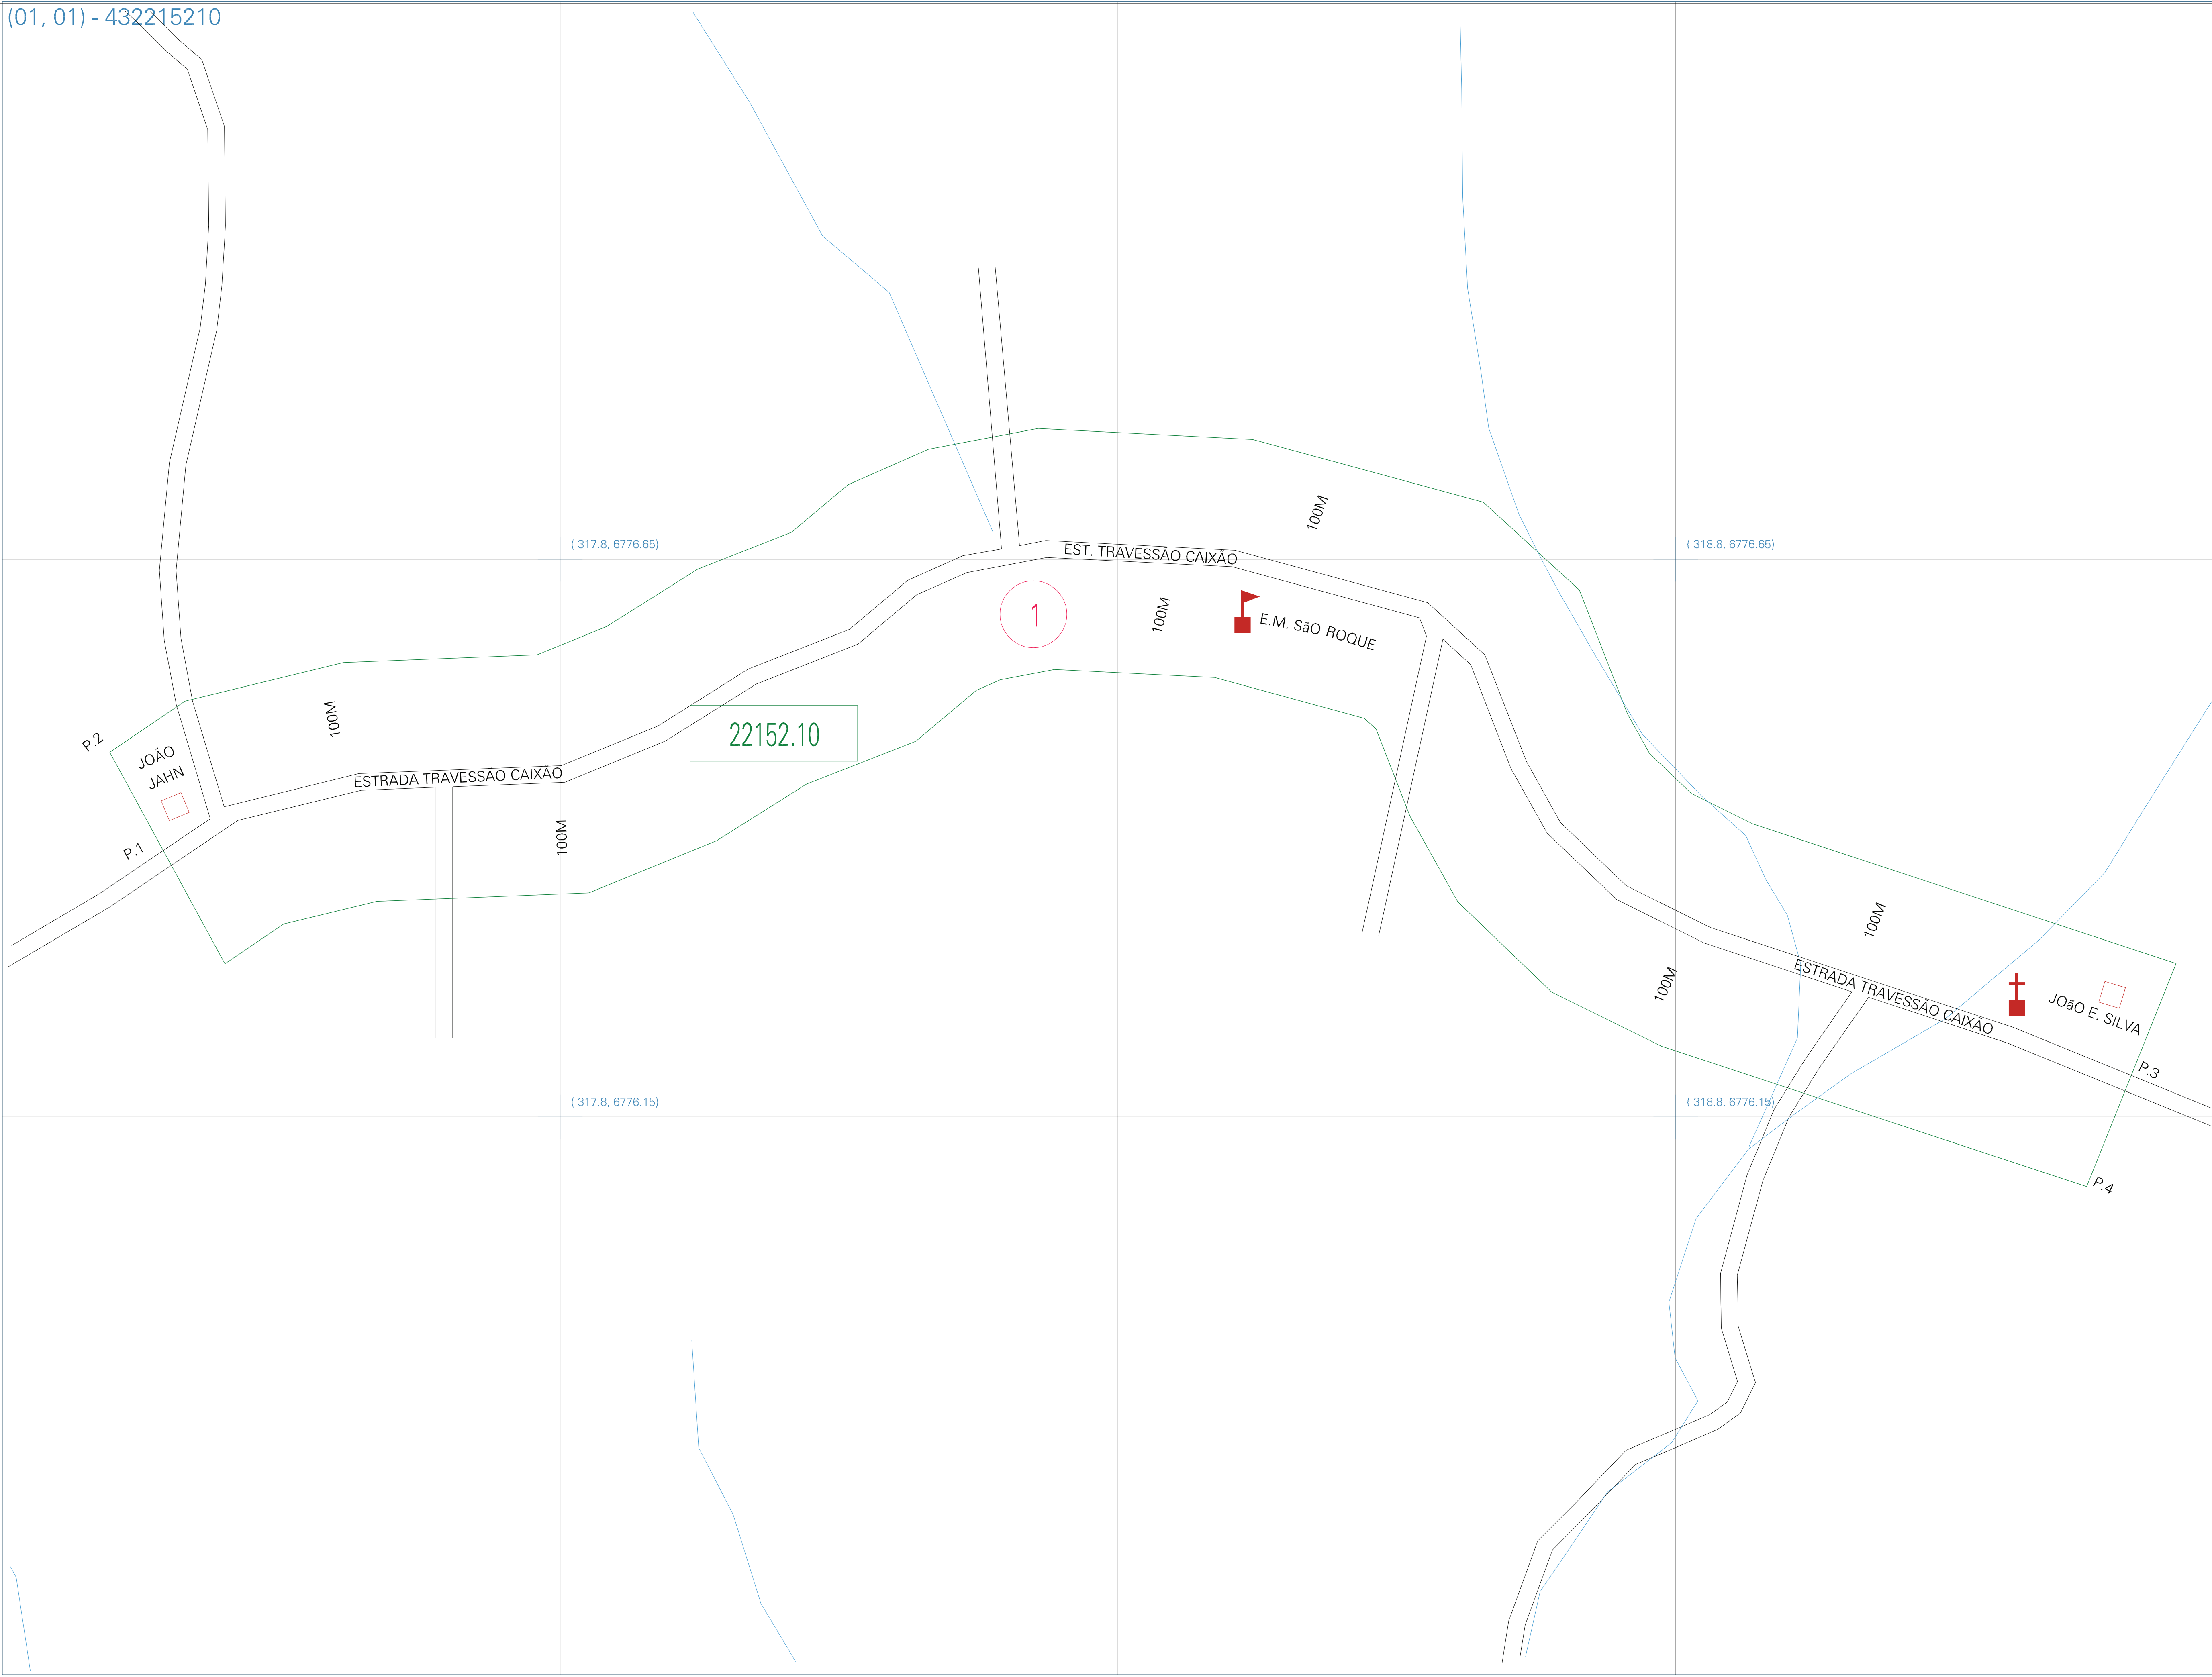 (01, 01) - 432215210
100M
( 317.8, 6776.65)
( 318.8, 6776.65)
EST. TRAVESSÃO CAIXÃO
1
100M
E.M. SãO ROQUE
100M
22152.10
P.2
JOÃO
JAHN
ESTRADA TRAVESSÃO CAIXÃO
P.1
100M
100M
100M
ESTRADA TRAVESSÃO CAIXÃO
JOãO E. SILVA
P.3
( 317.8, 6776.15)
( 318.8, 6776.15)
P.4